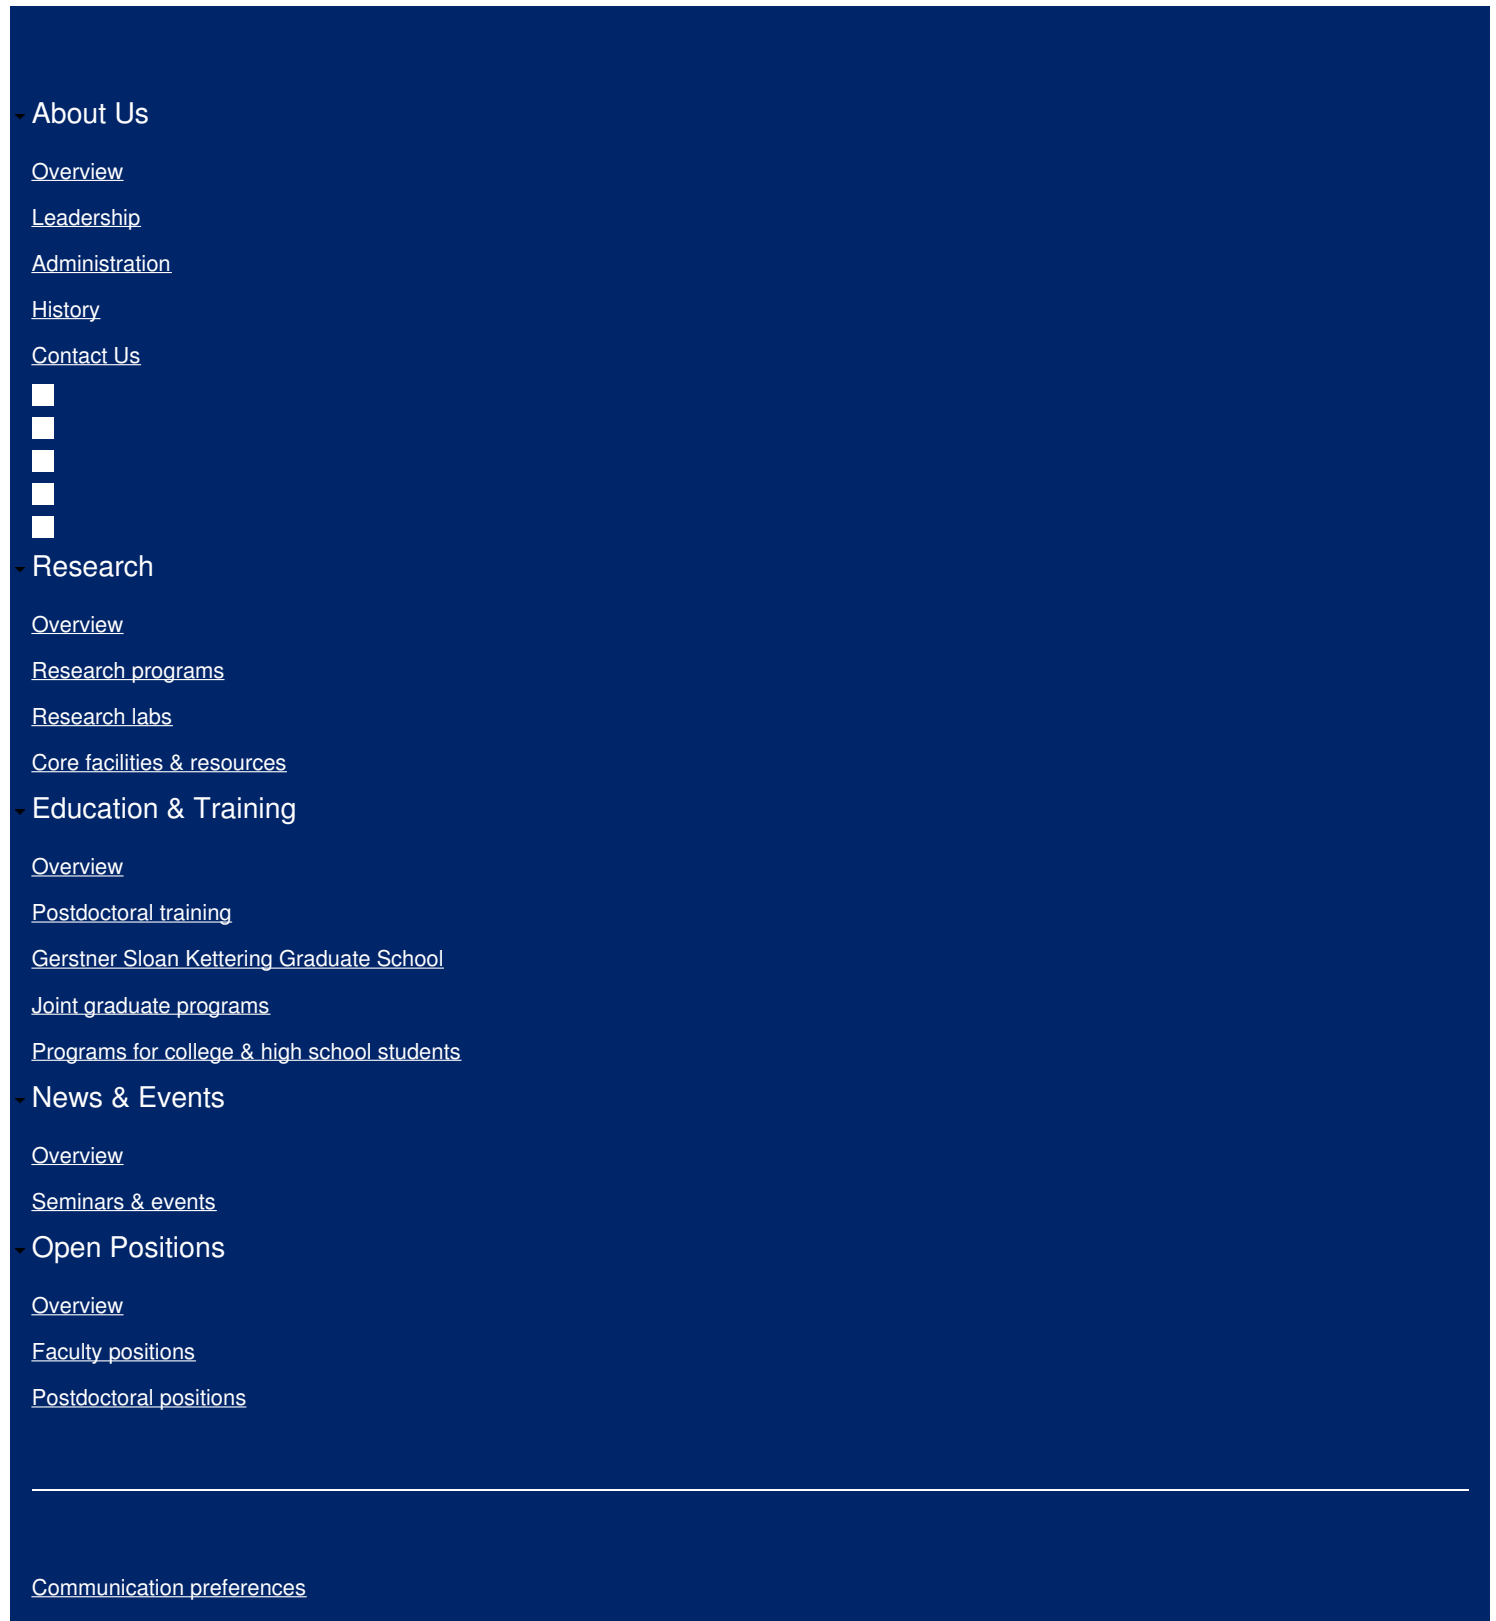 About Us
Overview
Leadership
Administration
History
Contact Us
Research
Overview
Research programs
Research labs
Core facilities & resources
Education & Training
Overview
Postdoctoral training
Gerstner Sloan Kettering Graduate School
Joint graduate programs
Programs for college & high school students
News & Events
Overview
Seminars & events
Open Positions
Overview
Faculty positions
Postdoctoral positions
Communication preferences